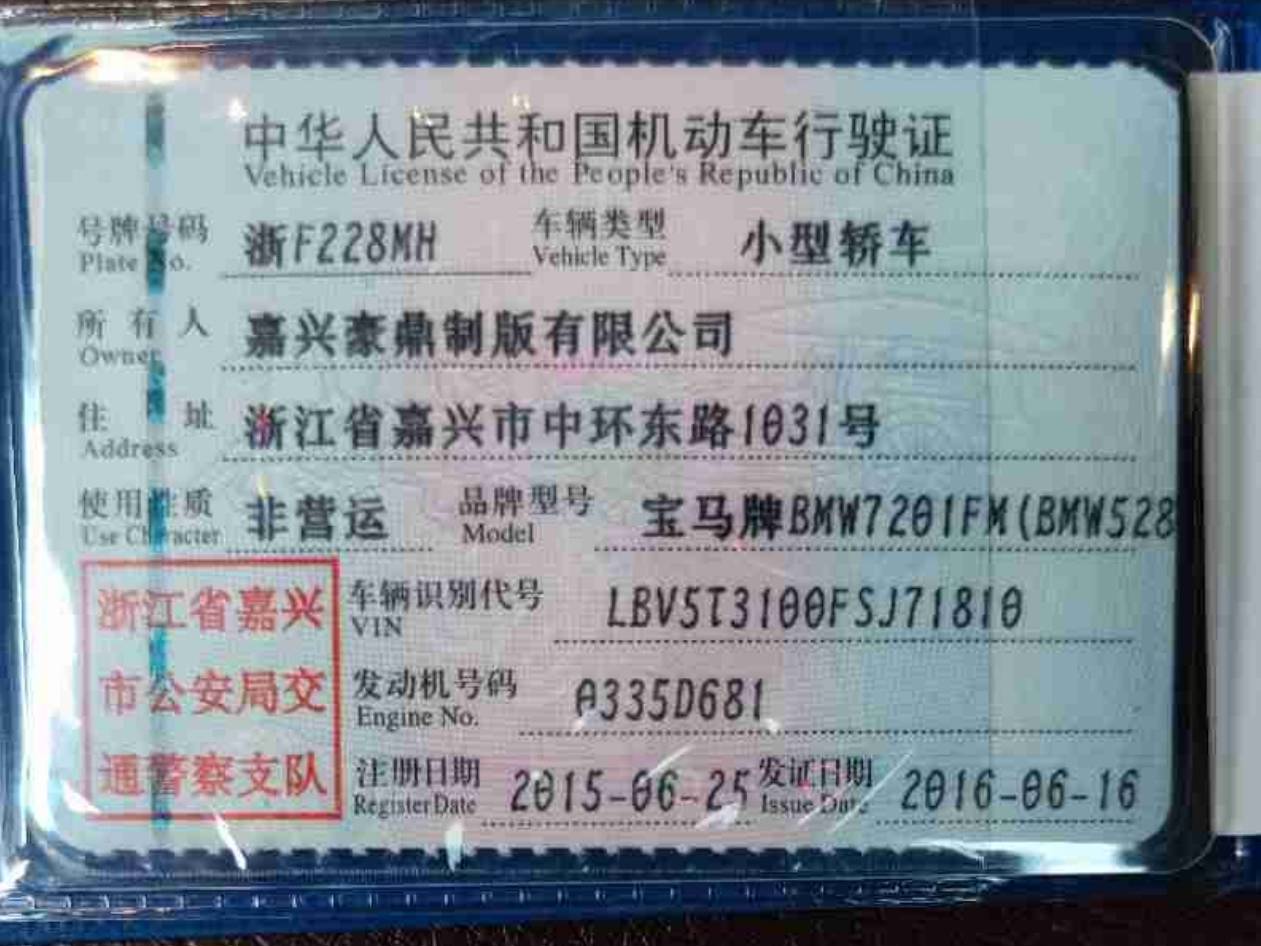 中华人民共和国机动车行驶证
Vehicle License of the People's Republic of China
号牌号码 浙F228MH 车辆类型 小型轿车
Plate No. Vehicle Type
所有人 嘉兴豪鼎制版有限公司
Owner
住址 浙江省嘉兴市中环东路1031号
Address
使用性质 非营运 品牌型号 宝马牌BMW7201FM(BMW528
Use Character Model
浙江省嘉兴
市公安局交
通警察支队
车辆识别代号 LBV5T3100FSJ71810
VIN
发动机号码 0335D681
Engine No.
注册日期 2015-06-25 发证日期 2016-06-16
Register Date Issue Date